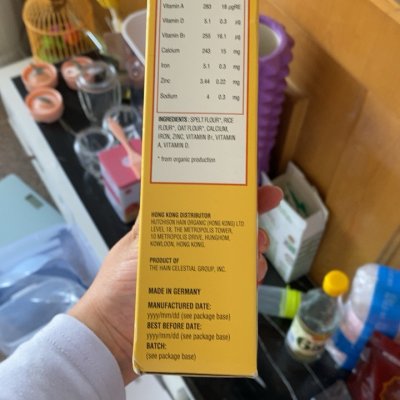 Vitamin A 283 18 µgRE
Vitamin D 5.1 0.3 µg
Vitamin B1 255 16.1 µg
Calcium 243 15 mg
Iron 5.1 0.3 mg
Zinc 3.44 0.22 mg
Sodium 4 0.3 mg
INGREDIENTS: SPELT FLOUR*, RICE
FLOUR*, OAT FLOUR*, CALCIUM,
IRON, ZINC, VITAMIN B1, VITAMIN
A, VITAMIN D.
* from organic production
HONG KONG DISTRIBUTOR
HUTCHISON HAIN ORGANIC (HONG KONG) LTD
LEVEL 18, THE METROPOLIS TOWER,
10 METROPOLIS DRIVE, HUNGHOM,
KOWLOON, HONG KONG.
PRODUCT OF
THE HAIN CELESTIAL GROUP, INC.
MADE IN GERMANY
MANUFACTURED DATE:
yyyy/mm/dd (see package base)
BEST BEFORE DATE:
yyyy/mm/dd (see package base)
BATCH:
(see package base)